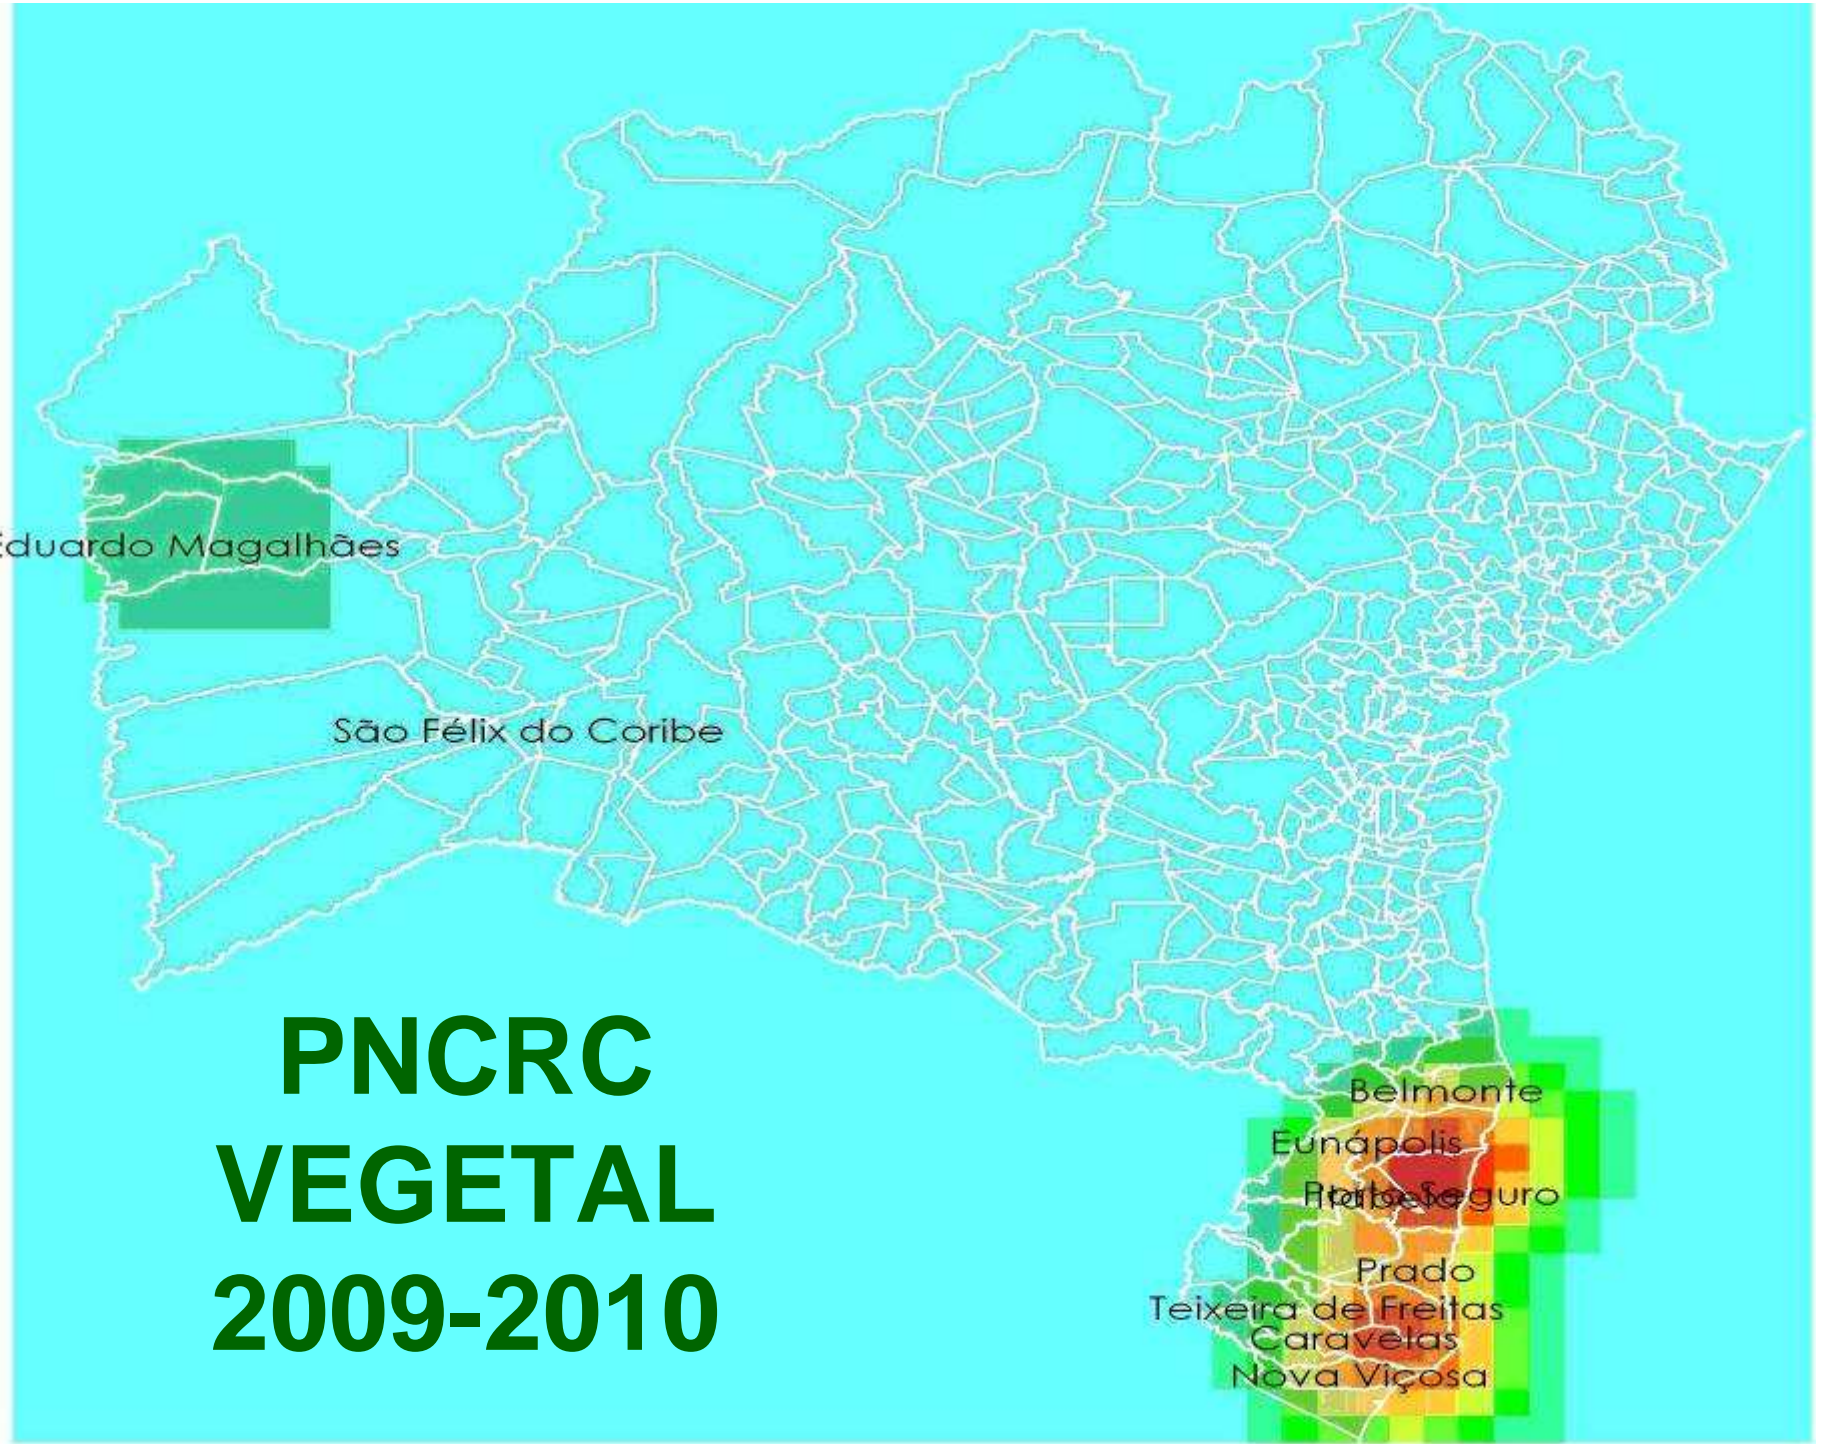 Eduardo Magalhães
São Félix do Coribe
PNCRC
VEGETAL
2009-2010
Belmonte
Eunápolis
Porto Seguro
Prado
Teixeira de Freitas
Caravelas
Nova Viçosa